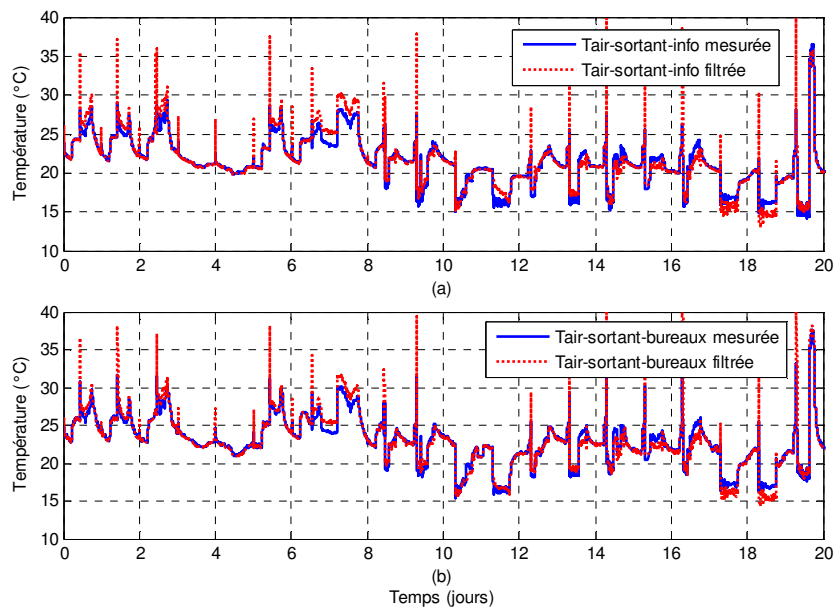 40
35
30
25
20
15
10
Température (°C)
Tair-sortant-info mesurée
Tair-sortant-info filtrée
0 2 4 6 8 10 12 14 16 18 20
(a)
40
35
30
25
20
15
10
Température (°C)
Tair-sortant-bureaux mesurée
Tair-sortant-bureaux filtrée
0 2 4 6 8 10 12 14 16 18 20
(b)
Temps (jours)